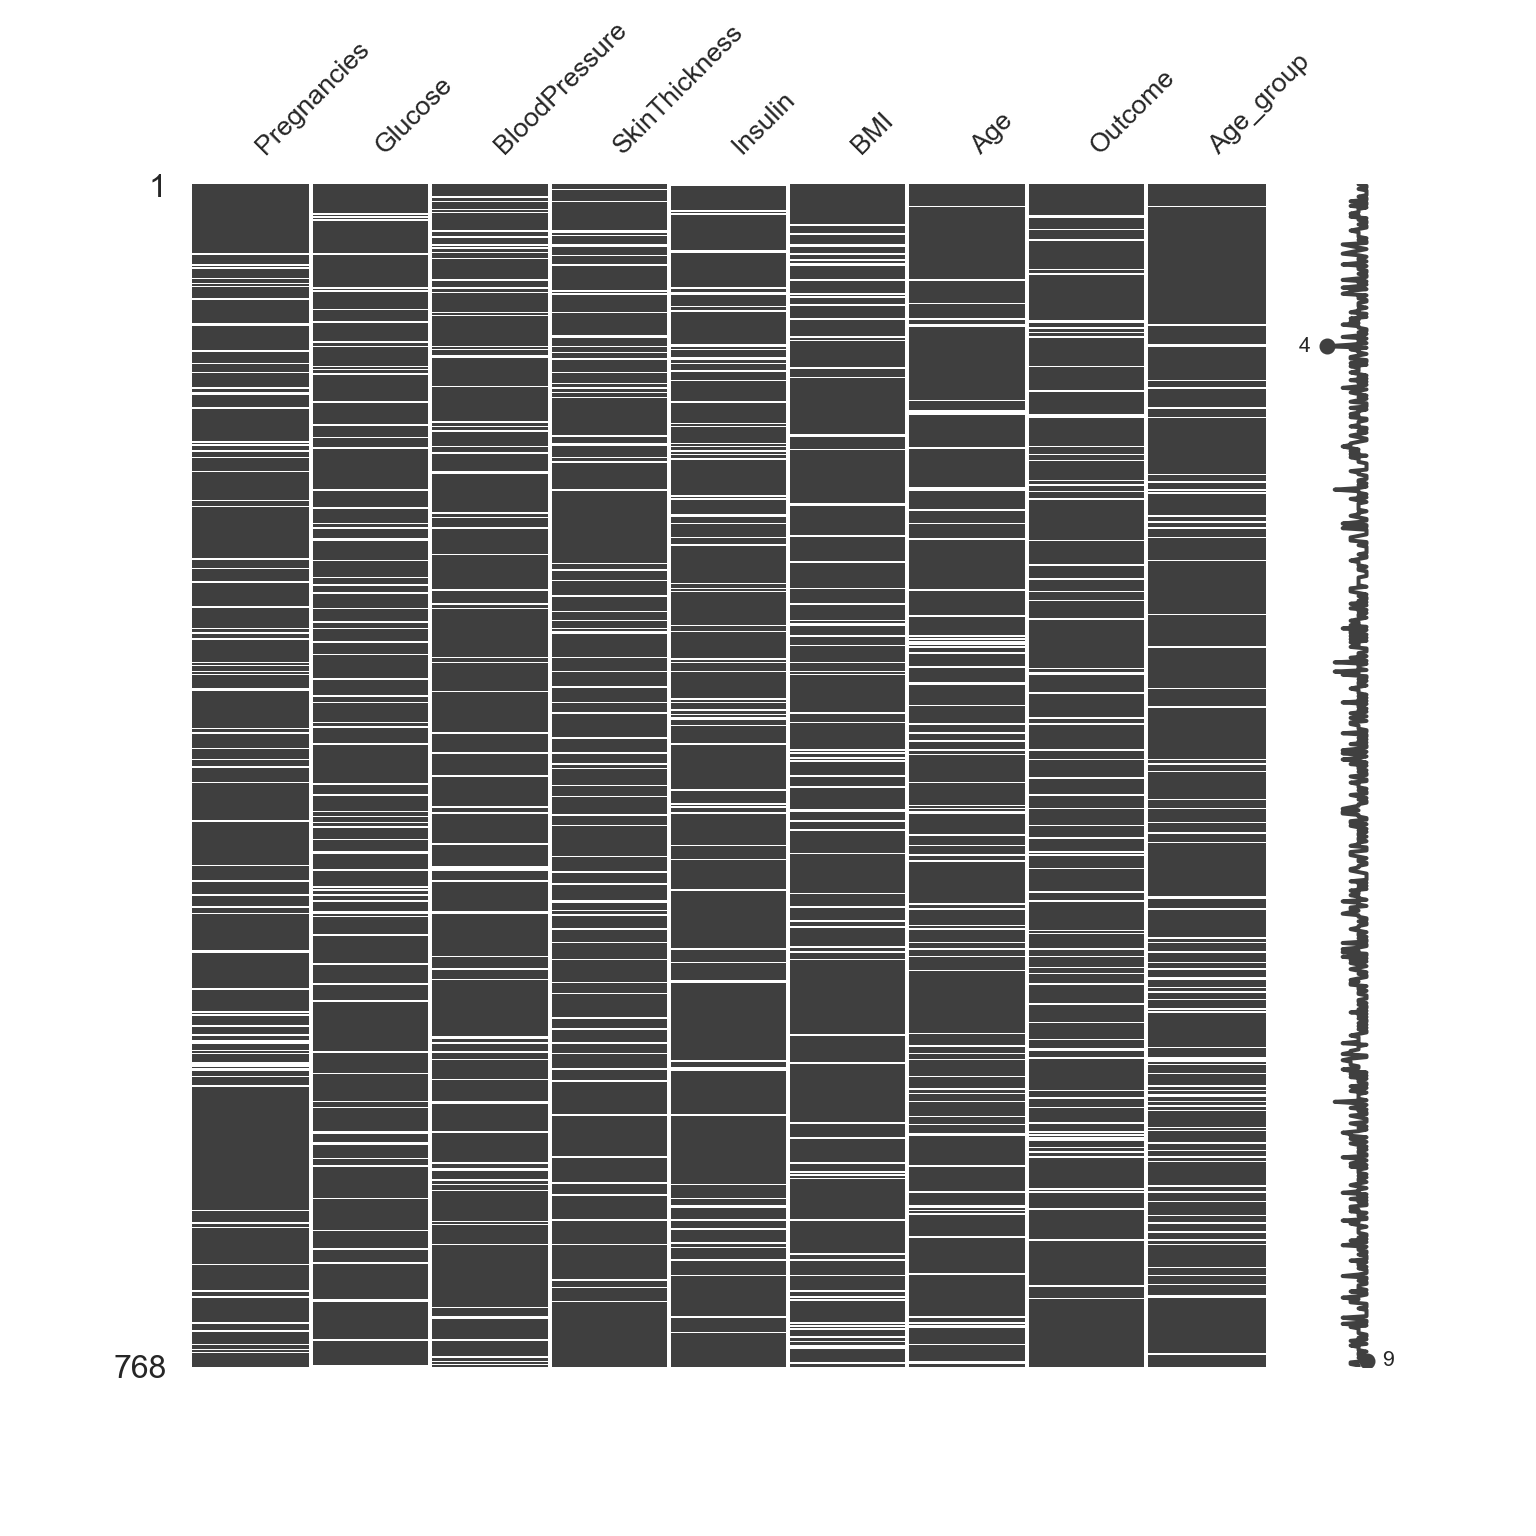 Pregnancies
Glucose
BloodPressure
SkinThickness
Insulin
BMI
Age
Outcome
Age_group
1
4
768
9